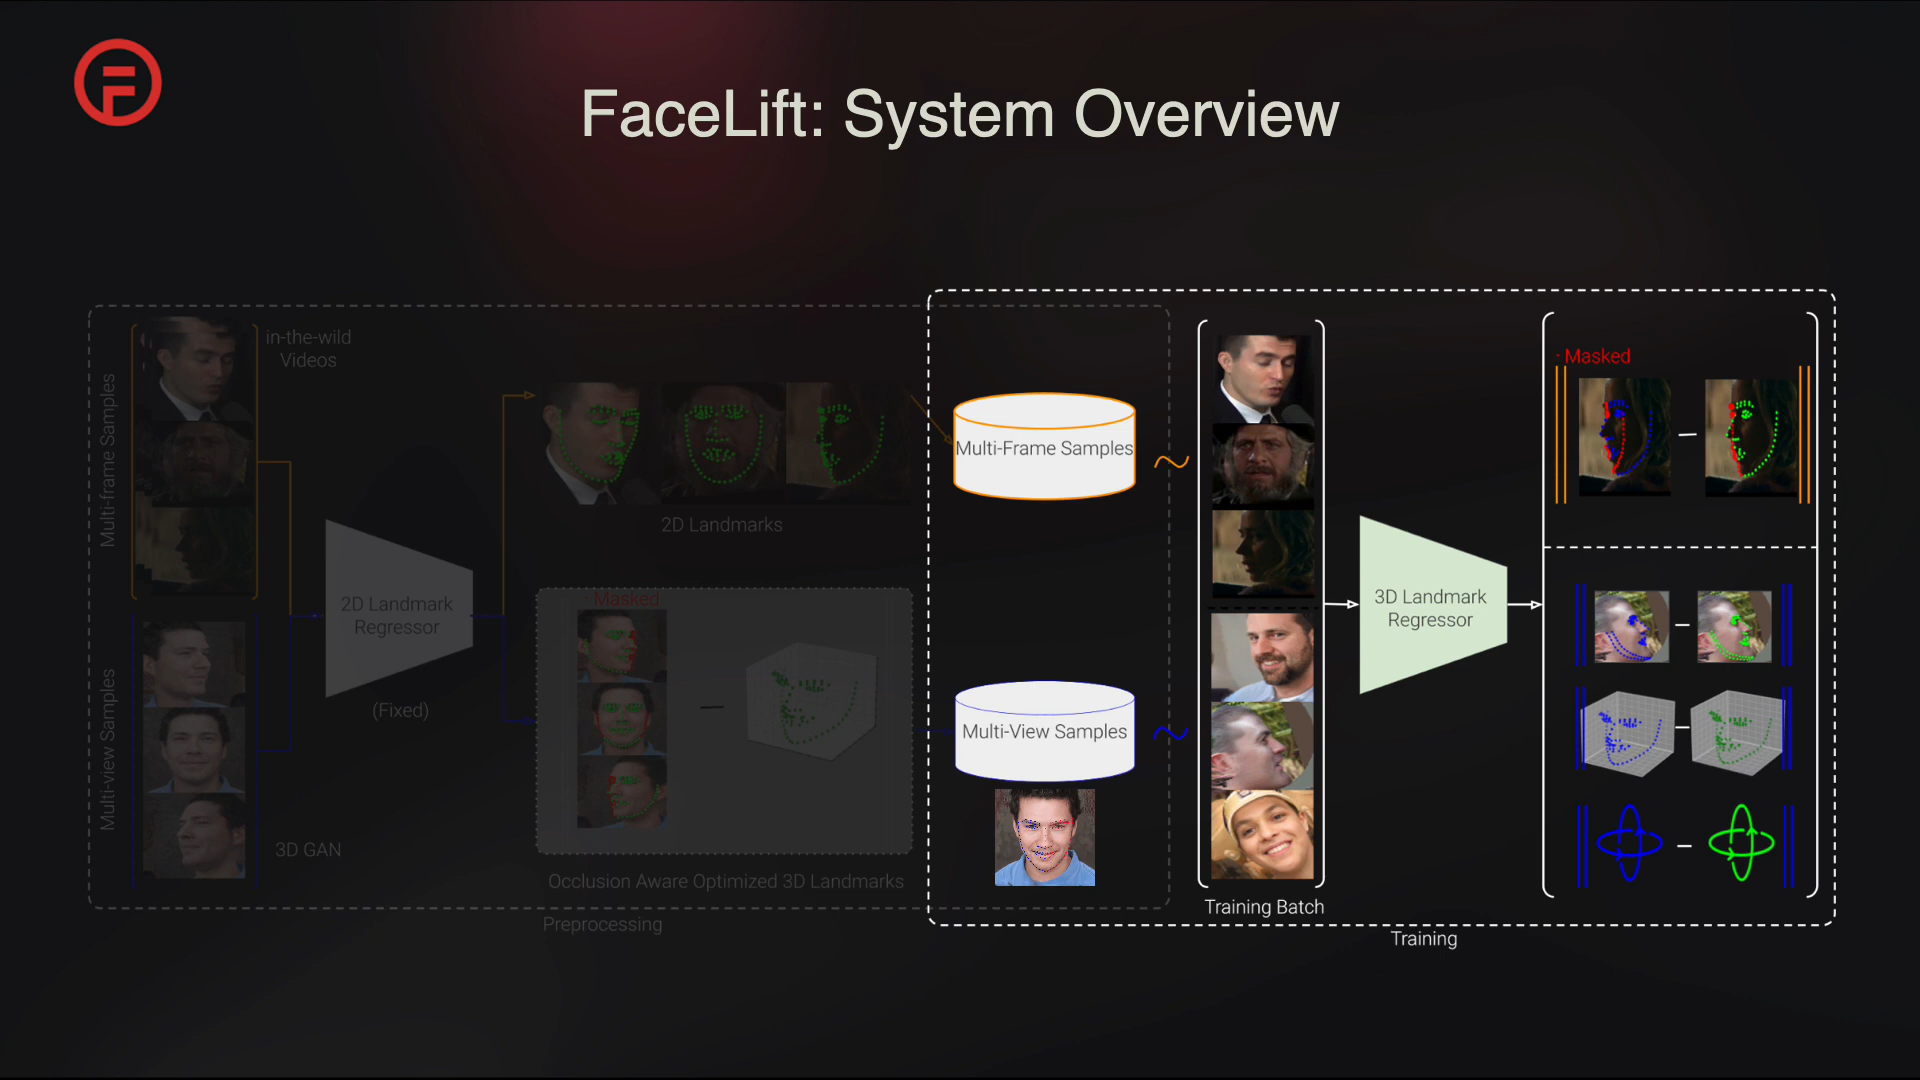 F
FaceLift: System Overview
in-the-wild
Videos
Multi-frame Samples
Multi-view Samples
2D Landmark
Regressor
(Fixed)
3D GAN
2D Landmarks
· Masked
Occlusion Aware Optimized 3D Landmarks
Preprocessing
Multi-Frame Samples
Multi-View Samples
Training Batch
3D Landmark
Regressor
· Masked
Training